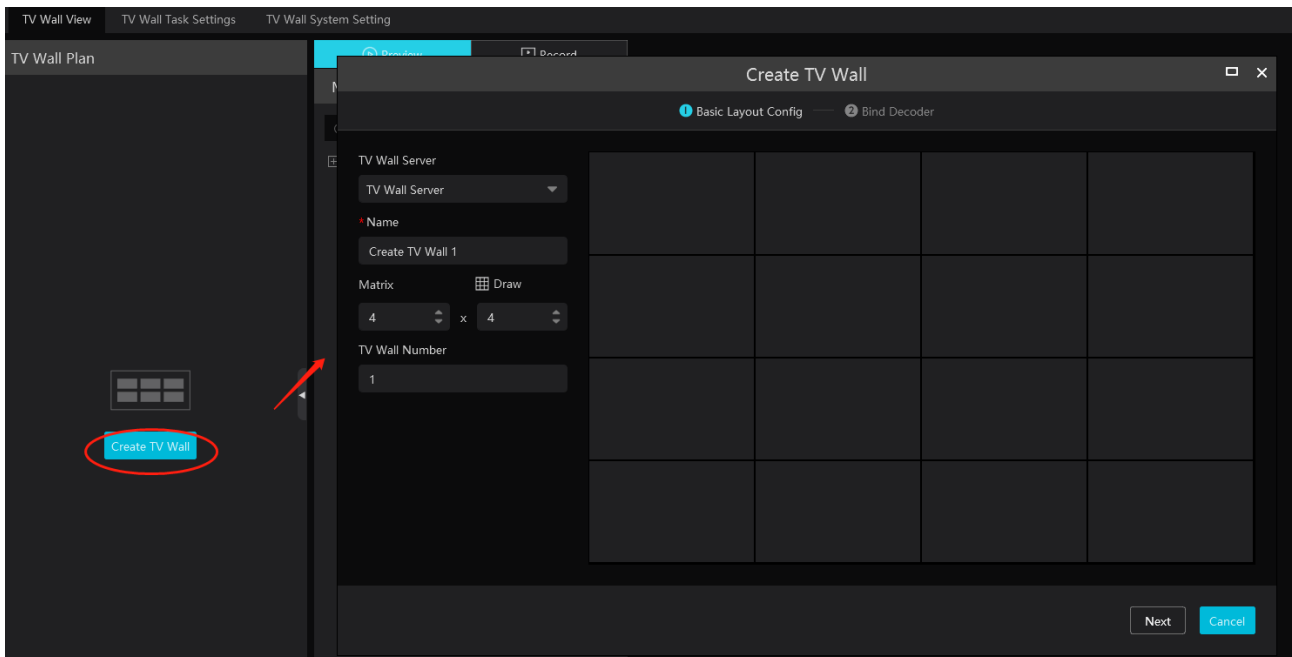 TV Wall View TV Wall Task Settings TV Wall System Setting
TV Wall Plan
Preview Record
Create TV Wall
1 Basic Layout Config 2 Bind Decoder
TV Wall Server
TV Wall Server
* Name
Create TV Wall 1
Matrix Draw
4 x 4
TV Wall Number
1
Create TV Wall
Next Cancel